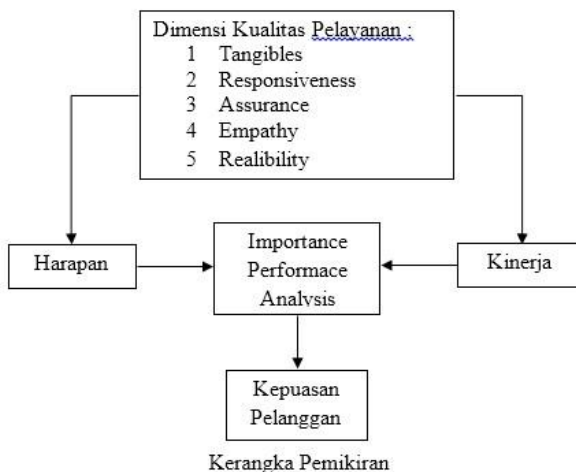 Dimensi Kualitas Pelayanan :
1 Tangibles
2 Responsiveness
3 Assurance
4 Empathy
5 Realibility
Harapan
Importance
Performace
Analysis
Kinerja
Kepuasan
Pelanggan
Kerangka Pemikiran